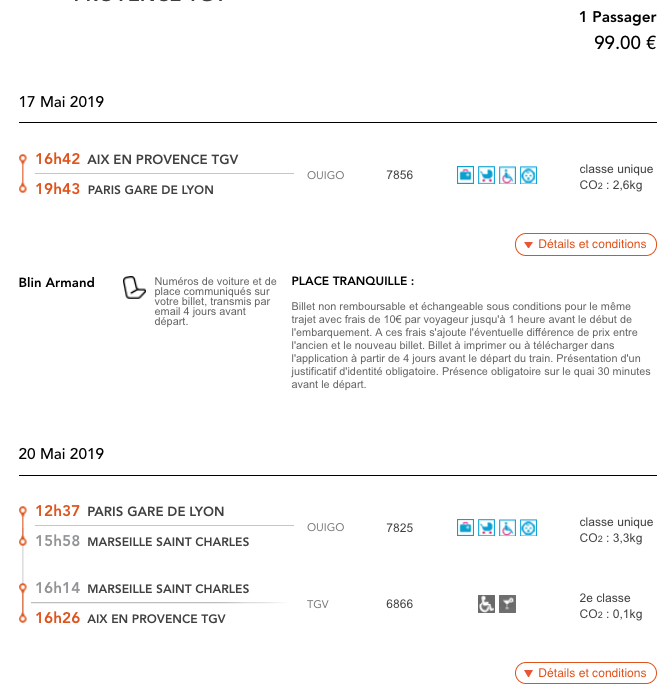 PROVENCE TGV
1 Passager
99.00 €
17 Mai 2019
16h42 AIX EN PROVENCE TGV
19h43 PARIS GARE DE LYON
OUIGO
7856
classe unique
CO2 : 2,6kg
Détails et conditions
Blin Armand
Numéros de voiture et de
place communiqués sur
votre billet, transmis par
email 4 jours avant
départ.
PLACE TRANQUILLE :
Billet non remboursable et échangeable sous conditions pour le même
trajet avec frais de 10€ par voyageur jusqu'à 1 heure avant le début de
l'embarquement. A ces frais s'ajoute l'éventuelle différence de prix entre
l'ancien et le nouveau billet. Billet à imprimer ou à télécharger dans
l'application à partir de 4 jours avant le départ du train. Présentation d'un
justificatif d'identité obligatoire. Présence obligatoire sur le quai 30 minutes
avant le départ.
20 Mai 2019
12h37 PARIS GARE DE LYON
15h58 MARSEILLE SAINT CHARLES
OUIGO
7825
classe unique
CO2 : 3,3kg
16h14 MARSEILLE SAINT CHARLES
16h26 AIX EN PROVENCE TGV
TGV
6866
2e classe
CO2 : 0,1kg
Détails et conditions